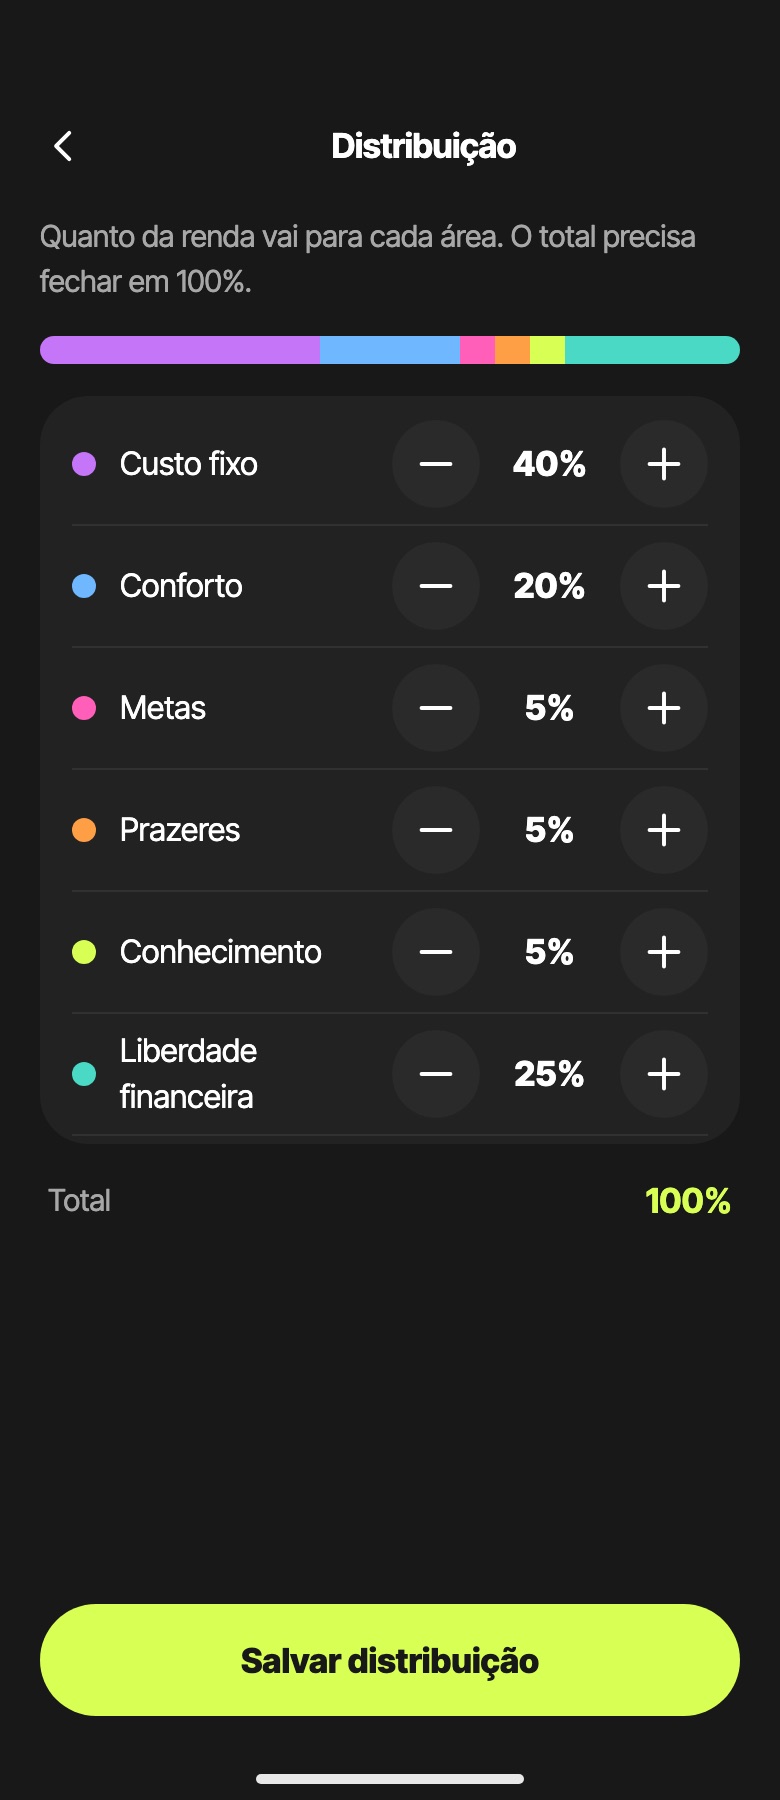 Distribuição
Quanto da renda vai para cada área. O total precisa
fechar em 100%.
Custo fixo 40%
Conforto 20%
Metas 5%
Prazeres 5%
Conhecimento 5%
Liberdade
financeira 25%
Total 100%
Salvar distribuição